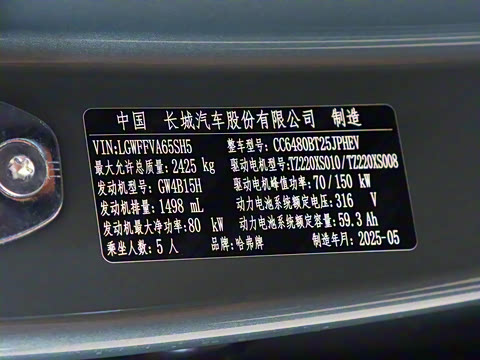 中国 长城汽车股份有限公司 制造
VIN:LGWFFVA65SH5 整车型号:CC6480BT25JPHEV
最大允许总质量:2425 kg 驱动电机型号:TZ220XS010/TZ220XS008
发动机型号:GW4B15H 驱动电机峰值功率:70/150 kW
发动机排量:1498 mL 动力电池系统额定电压:316 V
发动机最大净功率:80 kW 动力电池系统额定容量:59.3 Ah
乘坐人数:5人 品牌:哈弗牌 制造年月:2025-05